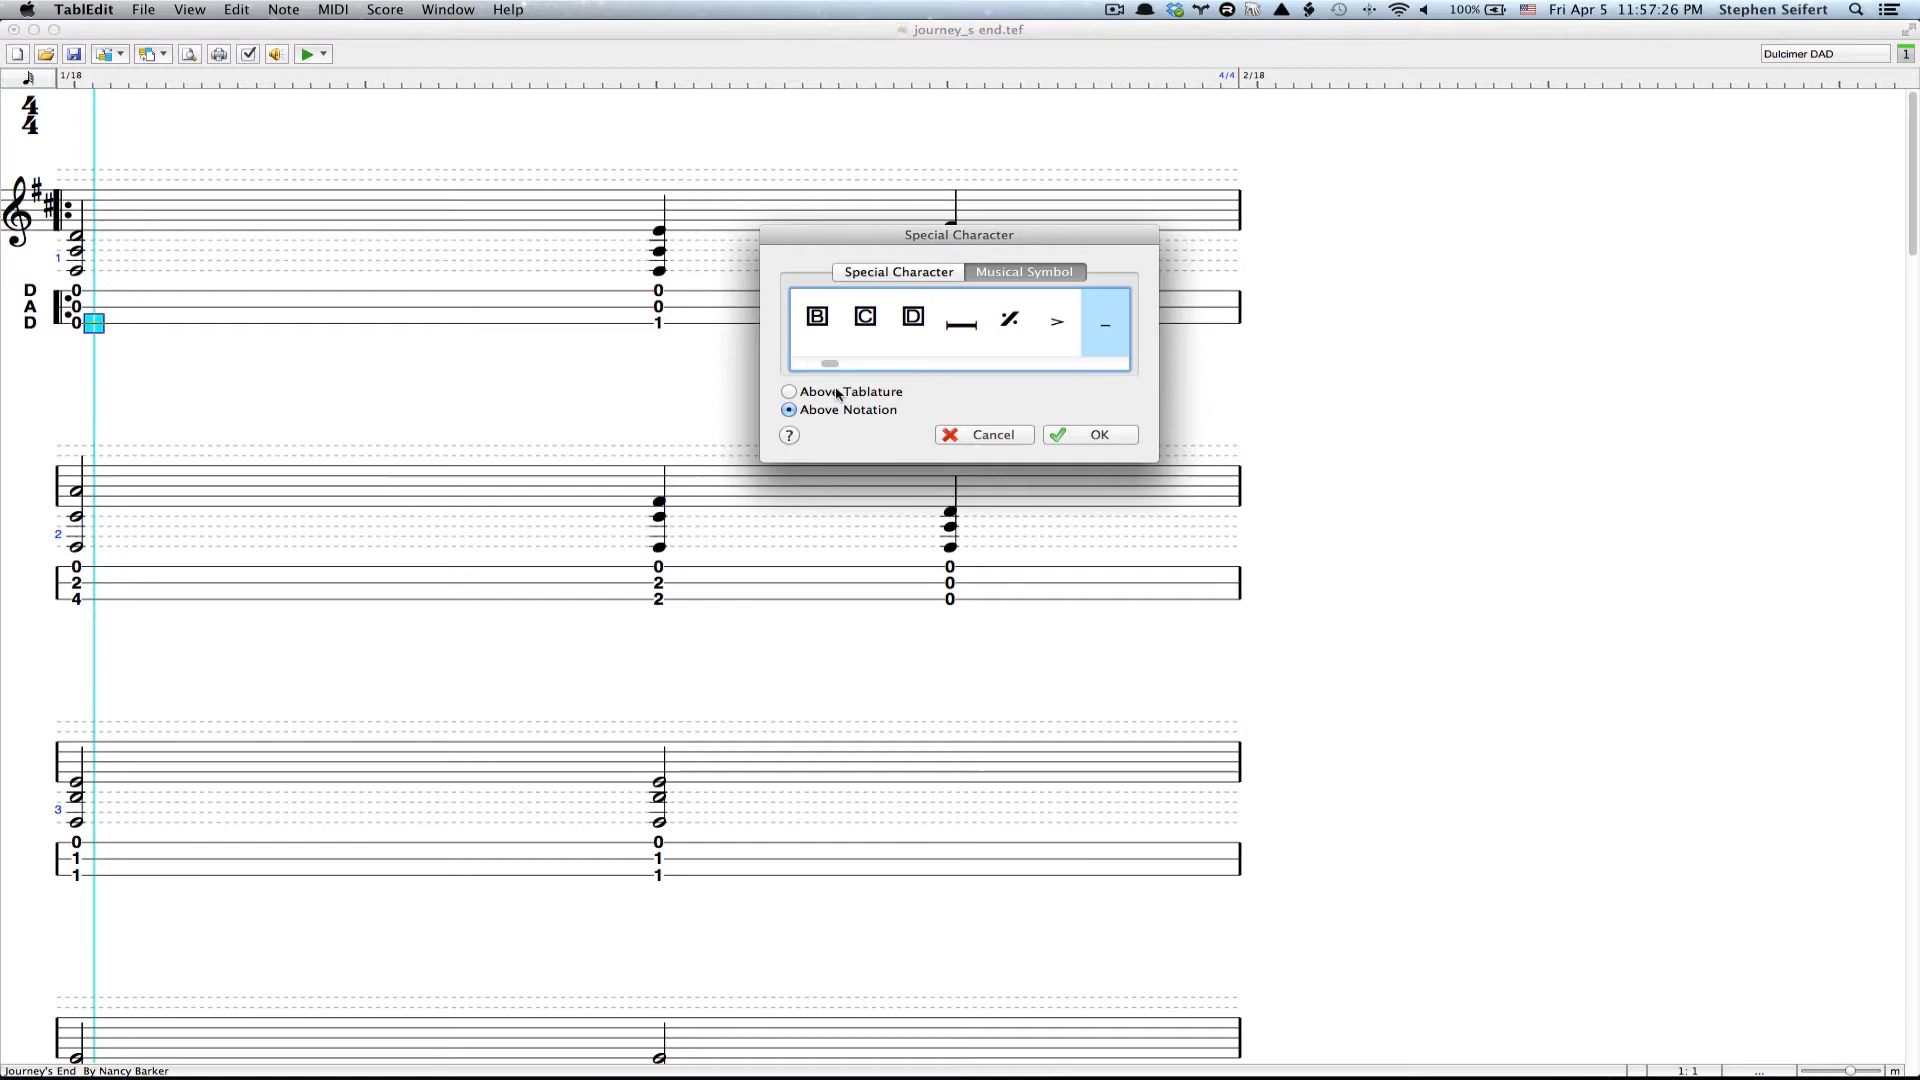 TablEdit File View Edit Note MIDI Score Window Help 100% Fri Apr 5 11:57:26 PM Stephen Seifert
journey_s end.tef
Dulcimer DAD 1
1/18 4/4 2/18
4
4
1
D 0 0
A 0 0
D 0 1
Special Character
Special Character Musical Symbol
B C D > _
Above Tablature
Above Notation
? Cancel OK
2
0 0 0
2 2 0
4 2 0
3
0 0
1 1
1 1
Journey's End By Nancy Barker 1: 1 ... m